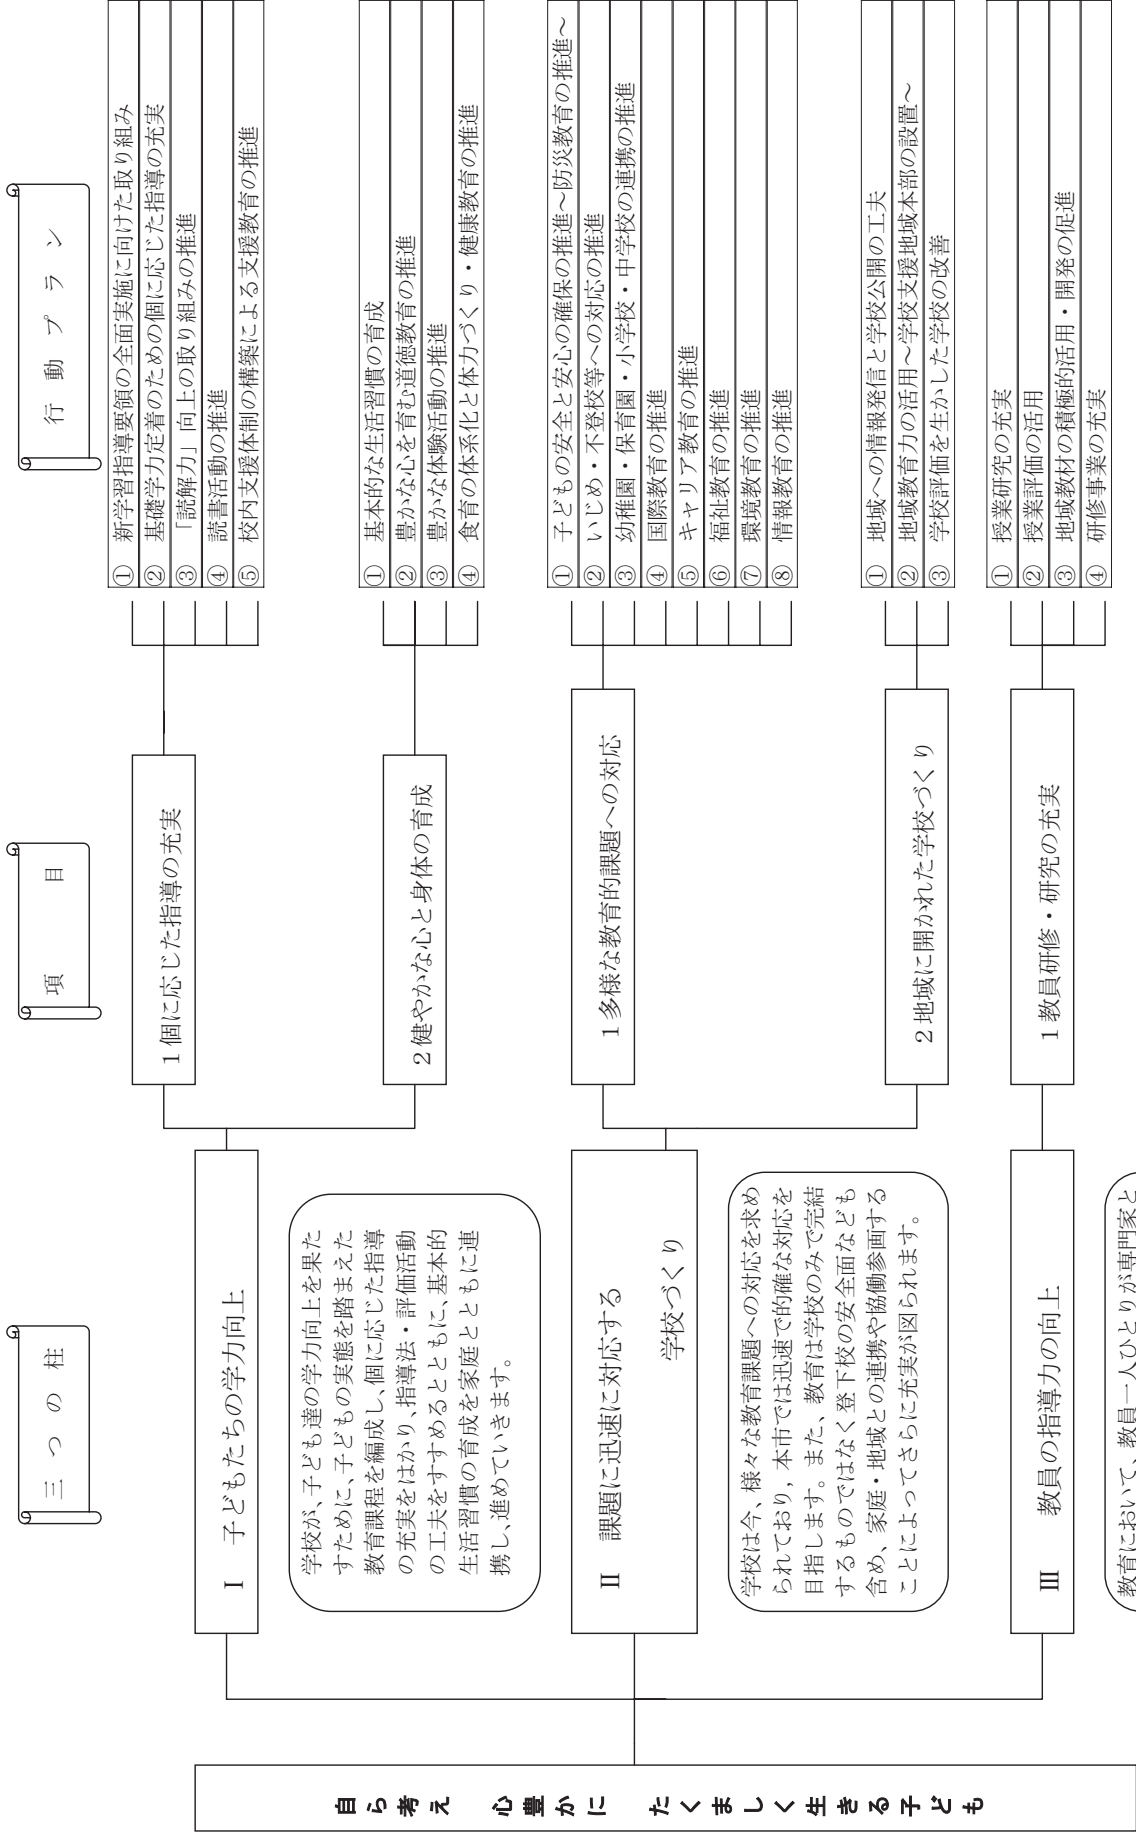 三つの柱
項目
行動プラン
自ら考え 心豊かに たくましく生きる子ども
Ⅰ 子どもたちの学力向上
学校が、子ども達の学力向上を果た
すために、子どもの実態を踏まえた
教育課程を編成し、個に応じた指導
の充実をはかり、指導法・評価活動
の工夫をすすめるとともに、基本的
生活習慣の育成を家庭とともに連
携し、進めていきます。
1個に応じた指導の充実
① 新学習指導要領の全面実施に向けた取り組み
② 基礎学力定着のための個に応じた指導の充実
③ 「読解力」向上の取り組みの推進
④ 読書活動の推進
⑤ 校内支援体制の構築による支援教育の推進
2健やかな心と身体の育成
① 基本的な生活習慣の育成
② 豊かな心を育む道徳教育の推進
③ 豊かな体験活動の推進
④ 食育の体系化と体力づくり・健康教育の推進
Ⅱ 課題に迅速に対応する
学校づくり
学校は今、様々な教育課題への対応を求め
られており，本市では迅速で的確な対応を
目指します。また、教育は学校のみで完結
するものではなく登下校の安全面なども
含め、家庭・地域との連携や協働参画する
ことによってさらに充実が図られます。
1多様な教育的課題への対応
① 子どもの安全と安心の確保の推進～防災教育の推進～
② いじめ・不登校等への対応の推進
③ 幼稚園・保育園・小学校・中学校の連携の推進
④ 国際教育の推進
⑤ キャリア教育の推進
⑥ 福祉教育の推進
⑦ 環境教育の推進
⑧ 情報教育の推進
2地域に開かれた学校づくり
① 地域への情報発信と学校公開の工夫
② 地域教育力の活用～学校支援地域本部の設置～
③ 学校評価を生かした学校の改善
Ⅲ 教員の指導力の向上
教育において、教員一人ひとりが専門家と
1教員研修・研究の充実
① 授業研究の充実
② 授業評価の活用
③ 地域教材の積極的活用・開発の促進
④ 研修事業の充実